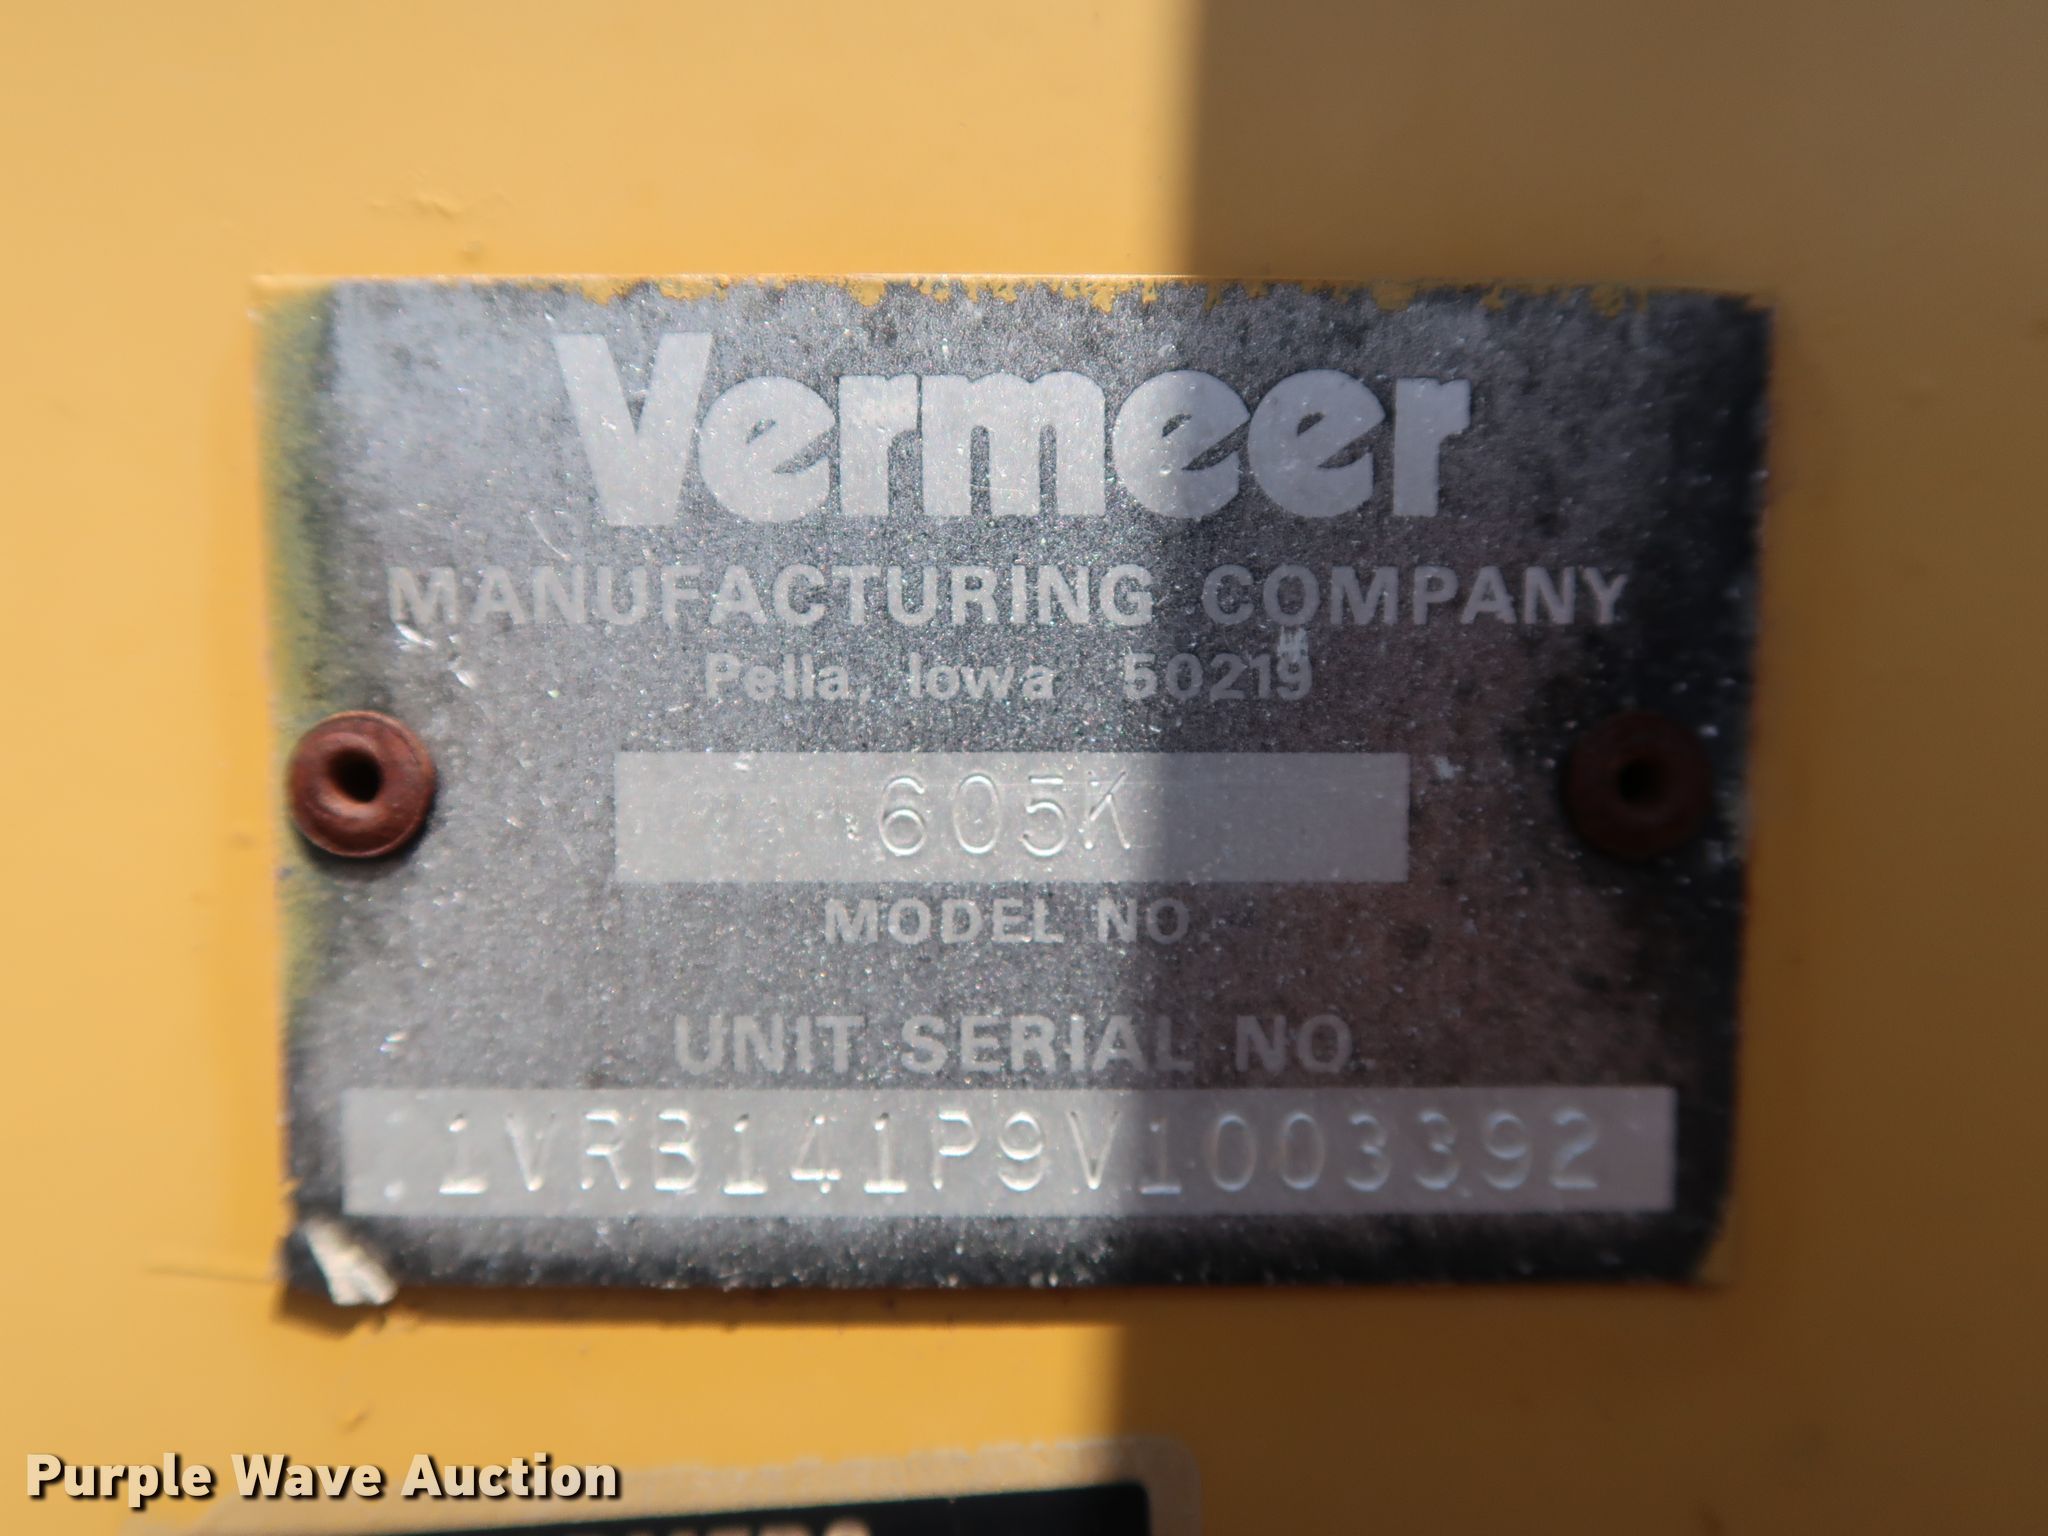 Vermeer
MANUFACTURING COMPANY
Pella, Iowa 50219
605K
MODEL NO.
UNIT SERIAL NO.
1VRB141P9V1003392
Purple Wave Auction